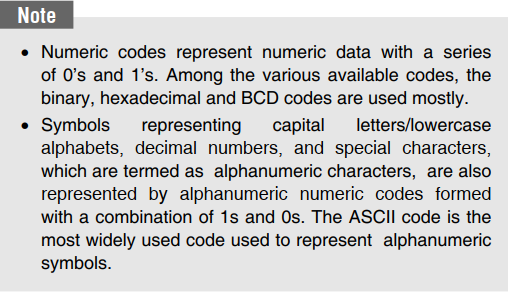 Note
• Numeric codes represent numeric data with a series
of 0’s and 1’s. Among the various available codes, the
binary, hexadecimal and BCD codes are used mostly.
• Symbols representing capital letters/lowercase
alphabets, decimal numbers, and special characters,
which are termed as alphanumeric characters, are also
represented by alphanumeric numeric codes formed
with a combination of 1s and 0s. The ASCII code is the
most widely used code used to represent alphanumeric
symbols.